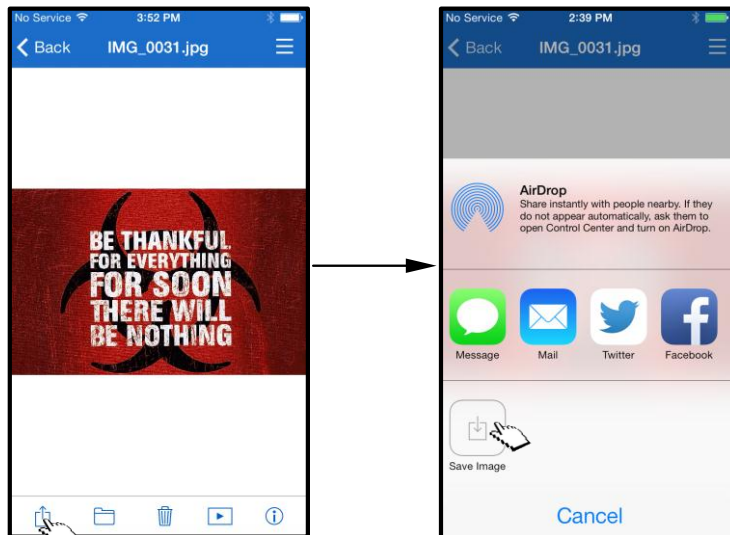 No Service 3:52 PM
Back IMG_0031.jpg
BE THANKFUL
FOR EVERYTHING
FOR SOON
THERE WILL
BE NOTHING
No Service 2:39 PM
Back IMG_0031.jpg
AirDrop
Share instantly with people nearby. If they
do not appear automatically, ask them to
open Control Center and turn on AirDrop.
Message Mail Twitter Facebook
Save Image
Cancel